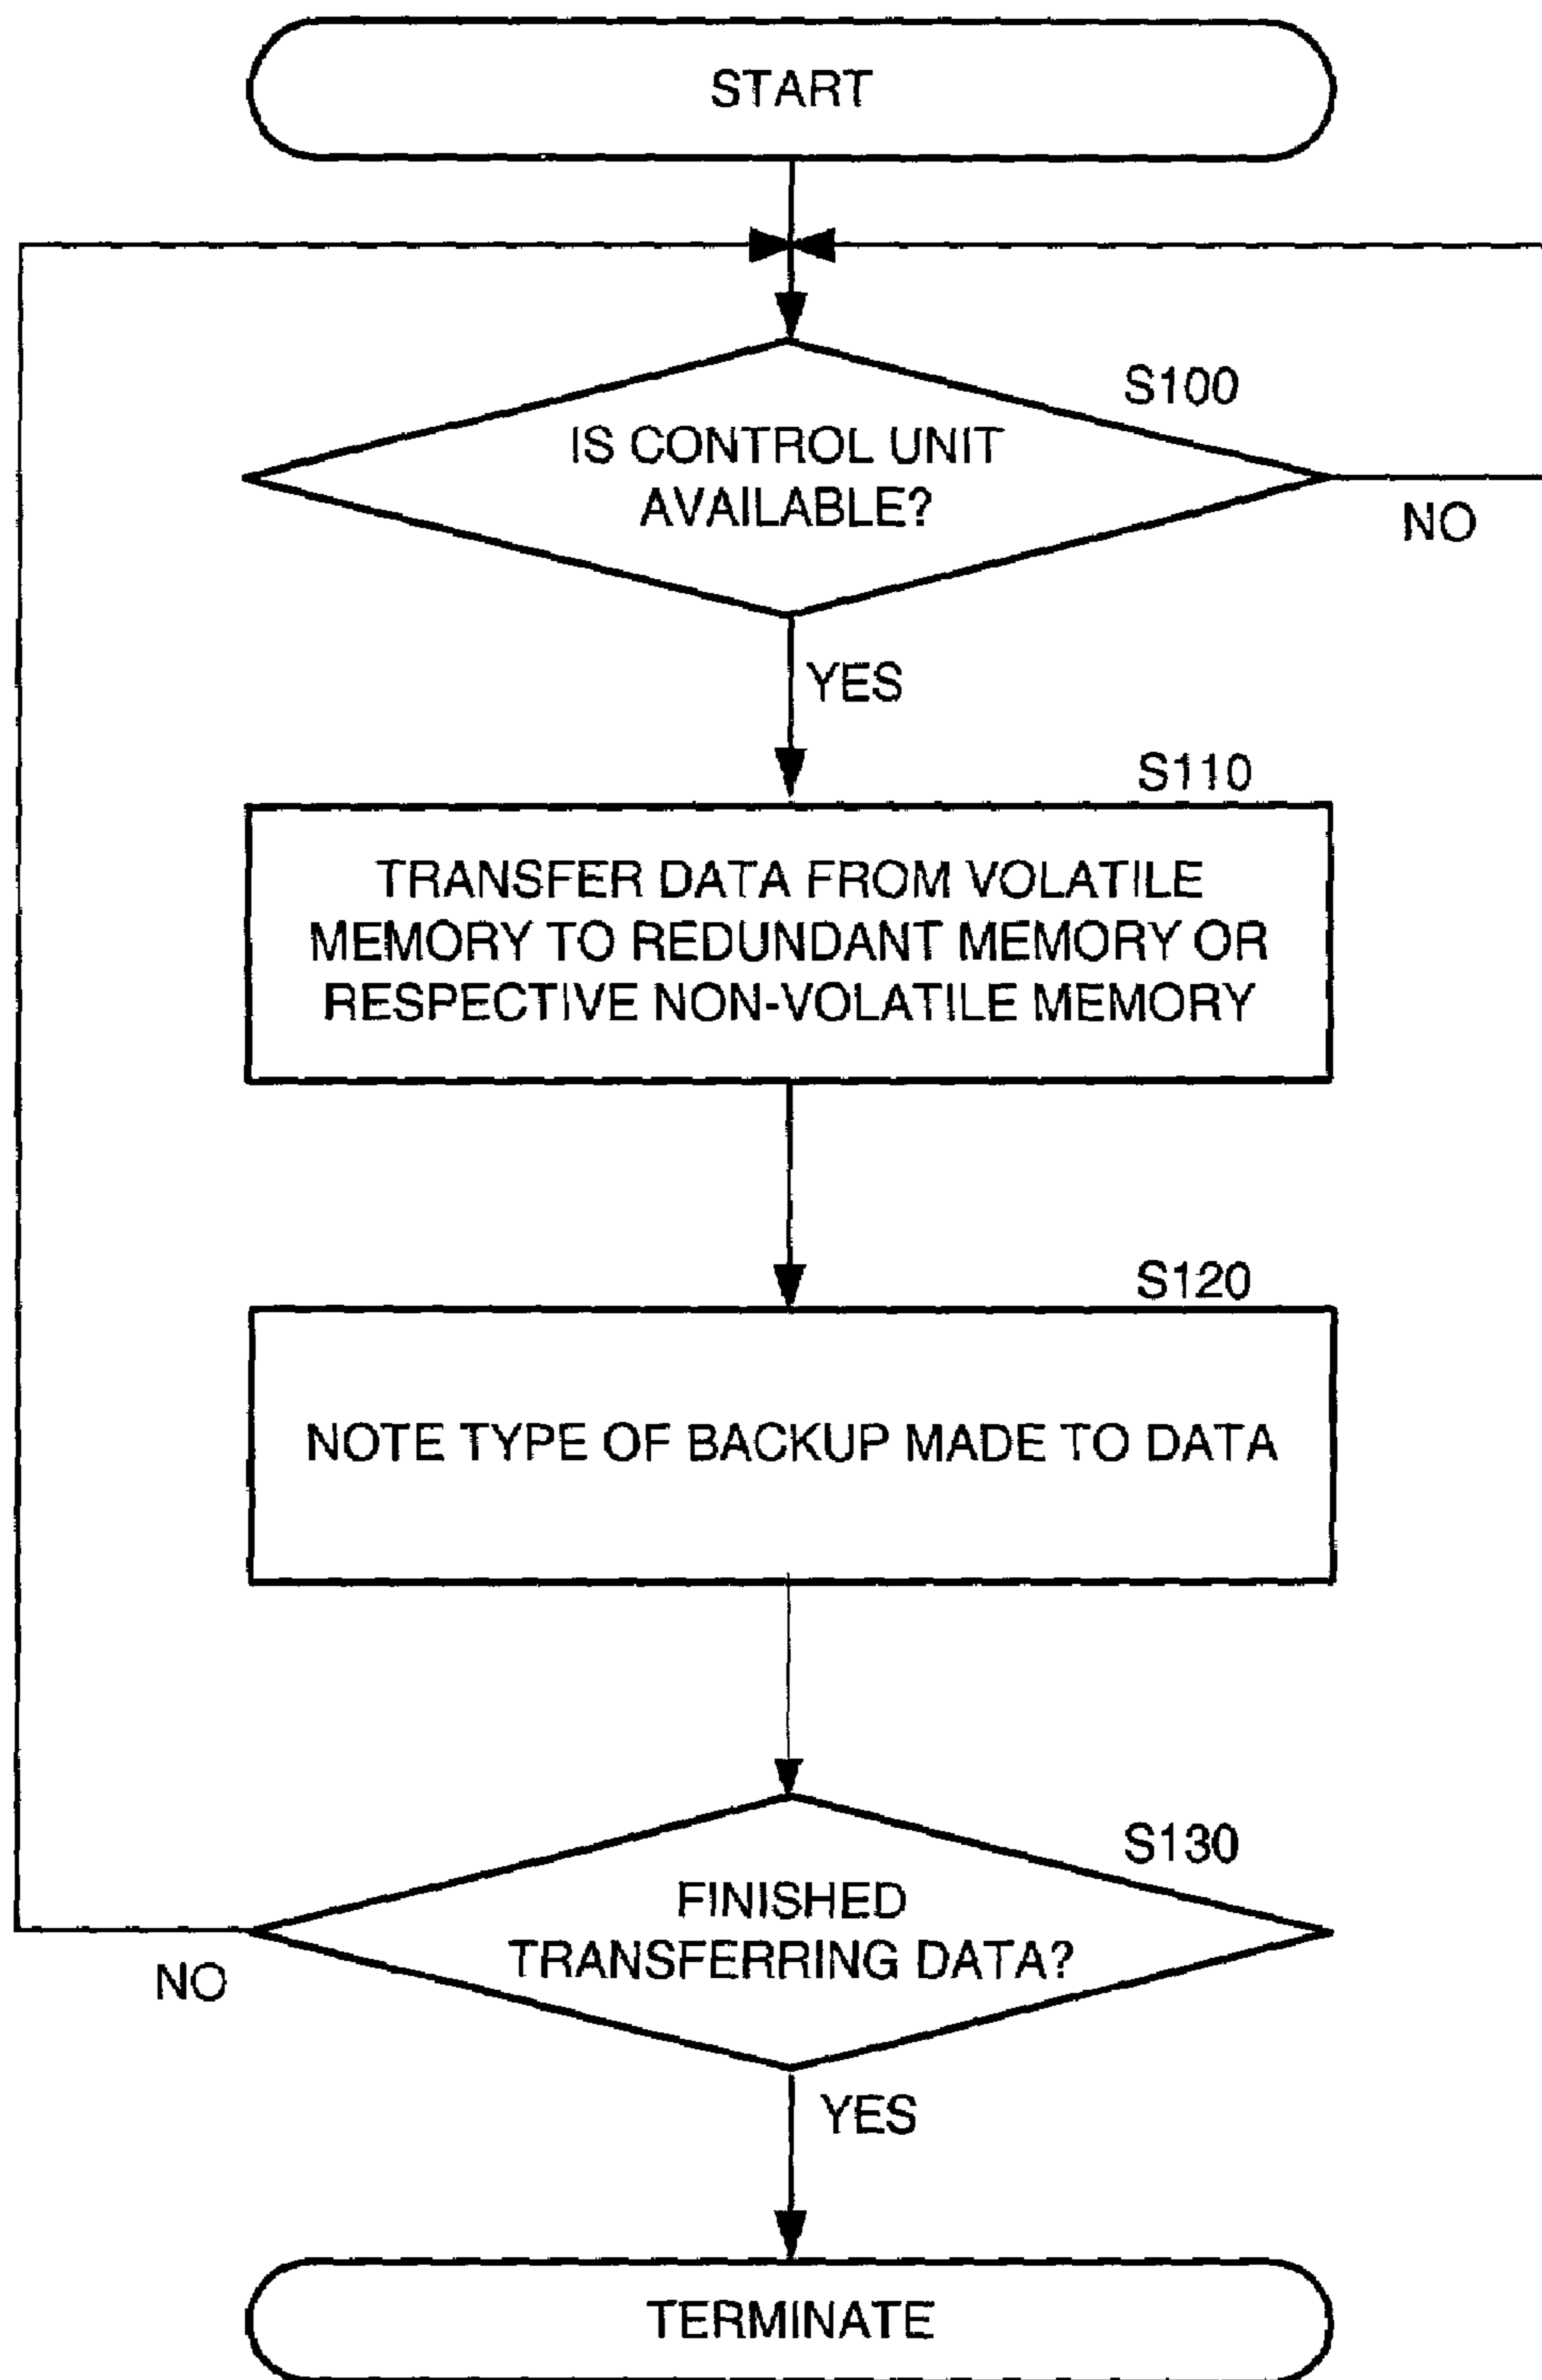 START
S100
IS CONTROL UNIT
AVAILABLE?
NO
YES
S110
TRANSFER DATA FROM VOLATILE
MEMORY TO REDUNDANT MEMORY OR
RESPECTIVE NON-VOLATILE MEMORY
S120
NOTE TYPE OF BACKUP MADE TO DATA
S130
FINISHED
TRANSFERRING DATA?
NO
YES
TERMINATE